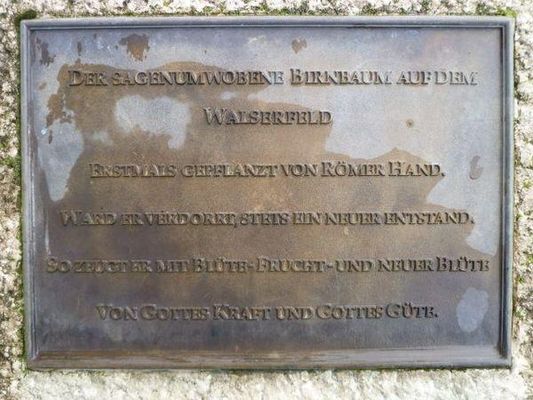 DER SAGENUMWOBENE BIRNBAUM AUF DEM
WALSERFELD
ERSTMALS GEPFLANZT VON RÖMER HAND.
WARD ER VERDORRT, STETS EIN NEUER ENTSTAND.
SO ZEUGT ER MIT BLÜTE-FRUCHT-UND NEUER BLÜTE
VON GOTTES KRAFT UND GOTTES GÜTE.